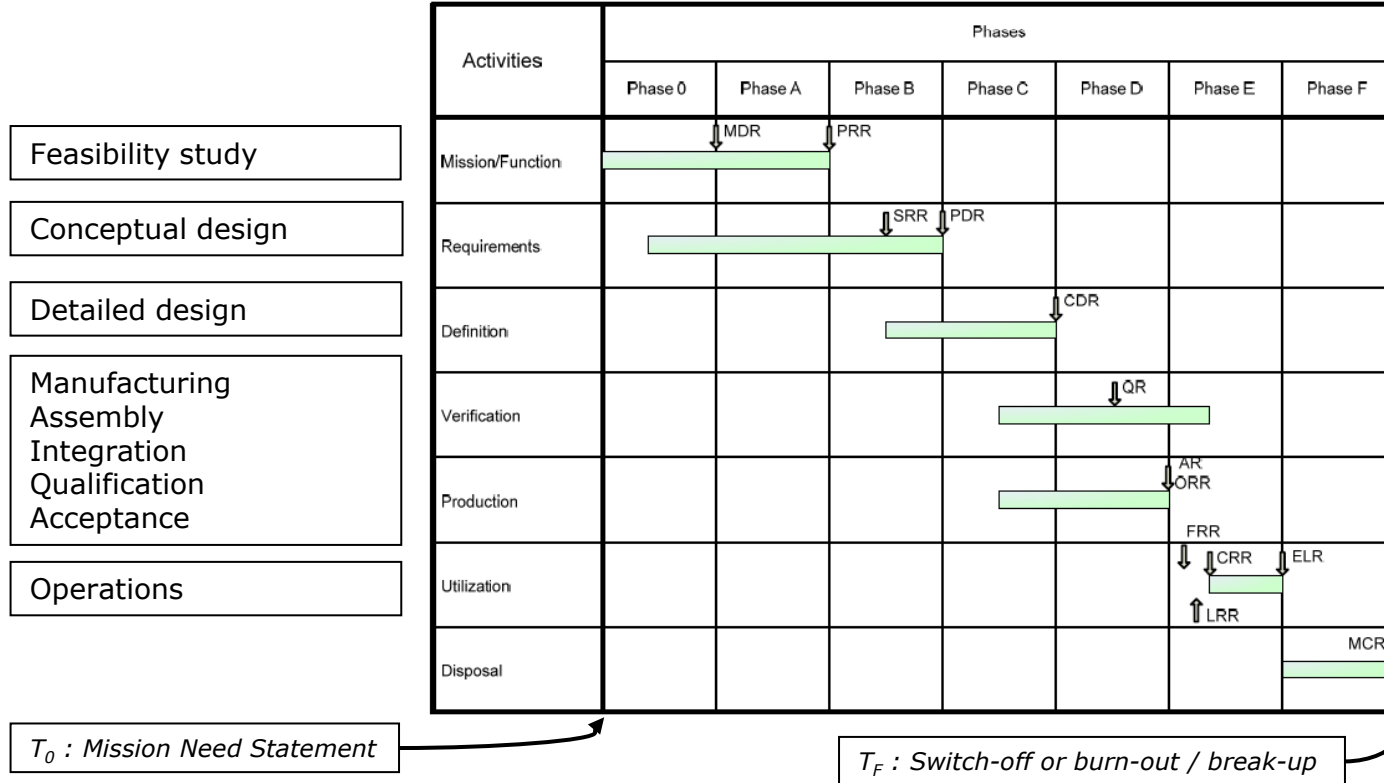 Activities
Phases
Phase 0
Phase A
Phase B
Phase C
Phase D
Phase E
Phase F
Feasibility study
Mission/Function
MDR
PRR
Conceptual design
Requirements
SRR
PDR
Detailed design
Definition
CDR
Manufacturing
Assembly
Integration
Qualification
Acceptance
Verification
QR
Production
AR
ORR
Operations
Utilization
FRR
CRR
ELR
LRR
Disposal
MCR
T0 : Mission Need Statement
TF : Switch-off or burn-out / break-up